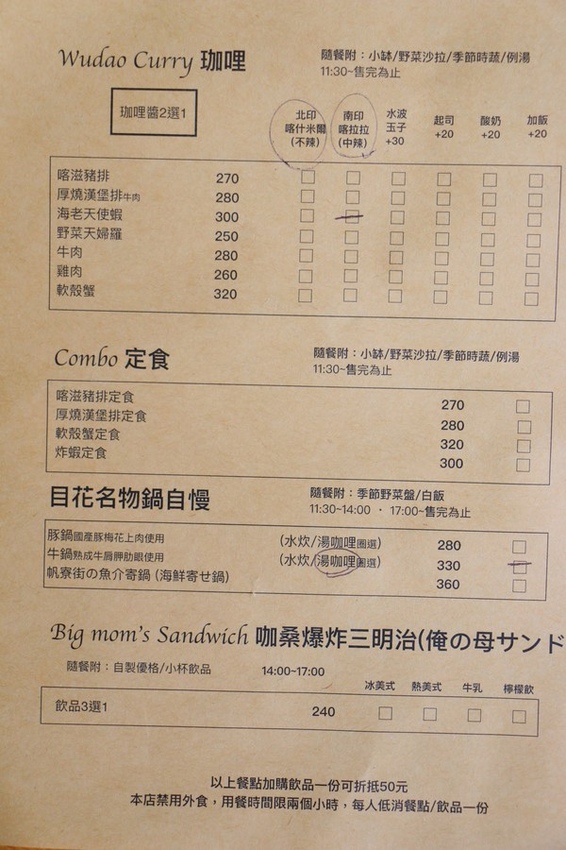 Wudao Curry 珈哩
隨餐附：小缽/野菜沙拉/季節時蔬/例湯
11:30~售完為止
珈哩醬2選1
北印 喀什米爾 (不辣)
南印 喀拉拉 (中辣)
水波 玉子 +30
起司 +20
酸奶 +20
加飯 +20
喀滋豬排 270
厚燒漢堡排牛肉 280
海老天使蝦 300
野菜天婦羅 250
牛肉 280
雞肉 260
軟殼蟹 320
Combo 定食
隨餐附：小缽/野菜沙拉/季節時蔬/例湯
11:30~售完為止
喀滋豬排定食 270
厚燒漢堡排定食 280
軟殼蟹定食 320
炸蝦定食 300
目花名物鍋自慢
隨餐附：季節野菜盤/白飯
11:30~14:00 · 17:00~售完為止
豚鍋國產豚梅花上肉使用 (水炊/湯咖哩圈選) 280
牛鍋熟成牛肩胛肋眼使用 (水炊/湯咖哩圈選) 330
帆寮街の魚介寄鍋 (海鮮寄せ鍋) 360
Big mom's Sandwich 咖桑爆炸三明治(俺の母サンド
隨餐附：自製優格/小杯飲品
14:00~17:00
冰美式 熱美式 牛乳 檸檬飲
飲品3選1 240
以上餐點加購飲品一份可折抵50元
本店禁用外食，用餐時間限兩個小時，每人低消餐點/飲品一份